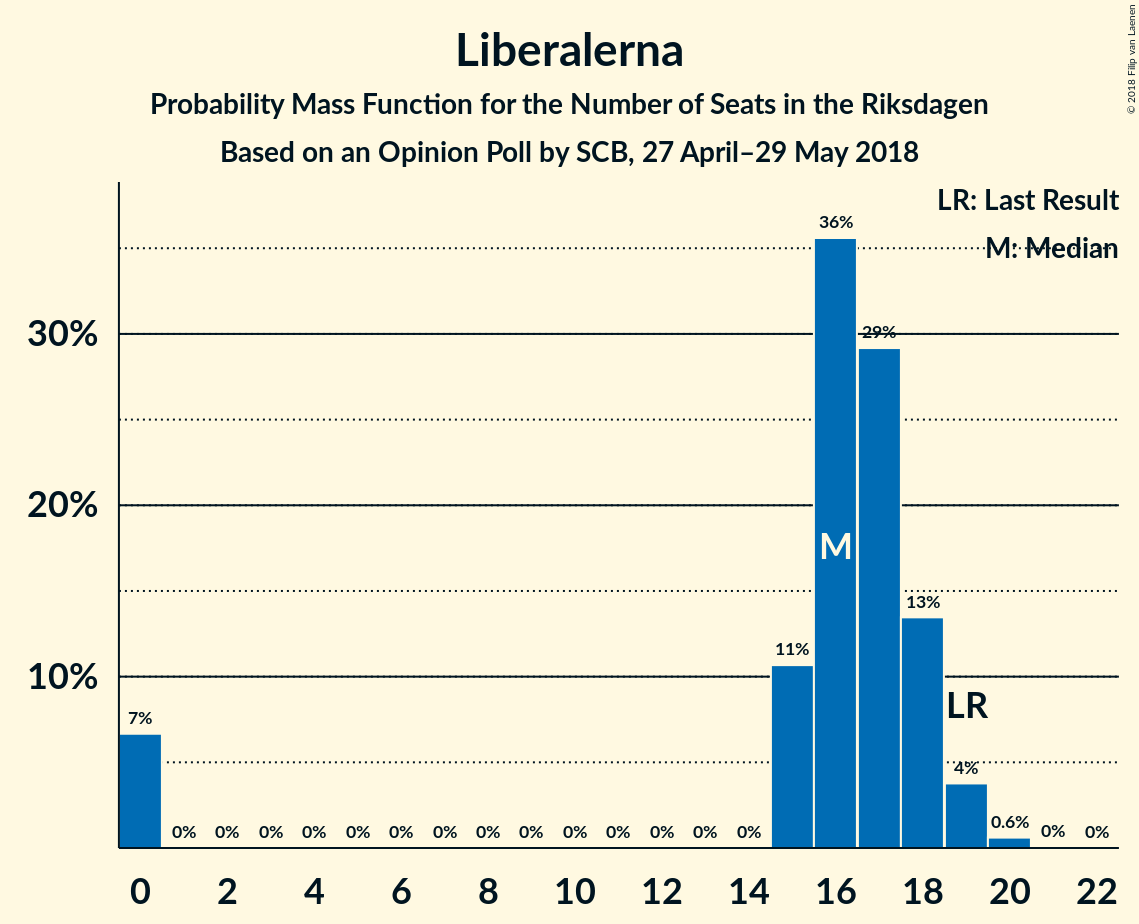 Liberalerna
Probability Mass Function for the Number of Seats in the Riksdagen
Based on an Opinion Poll by SCB, 27 April–29 May 2018
© 2018 Filip van Laenen
LR: Last Result
M: Median
30%
20%
10%
7%
0%
0%
0%
0%
0%
0%
0%
0%
0%
0%
0%
0%
0%
0%
11%
36%
M
29%
13%
LR
4%
0.6%
0%
0%
0 2 4 6 8 10 12 14 16 18 20 22